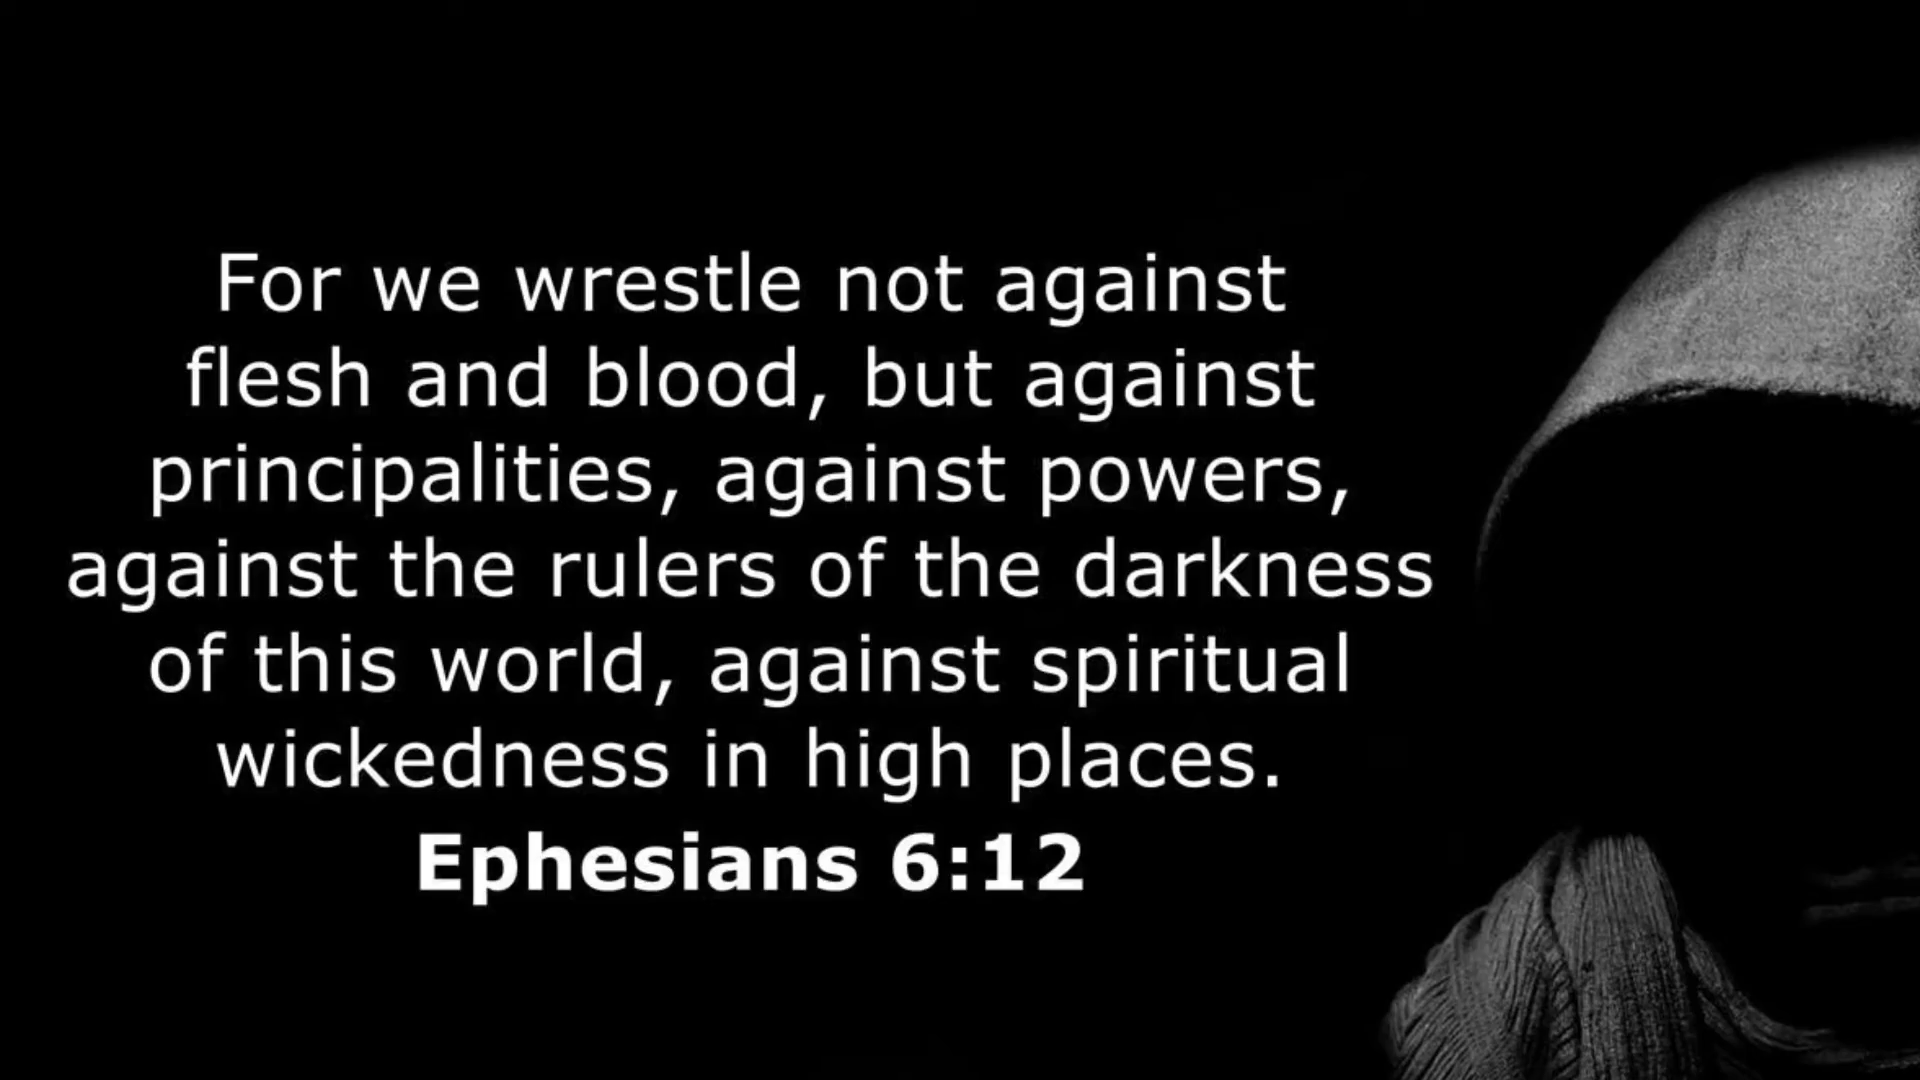 For we wrestle not against
flesh and blood, but against
principalities, against powers,
against the rulers of the darkness
of this world, against spiritual
wickedness in high places.
Ephesians 6:12